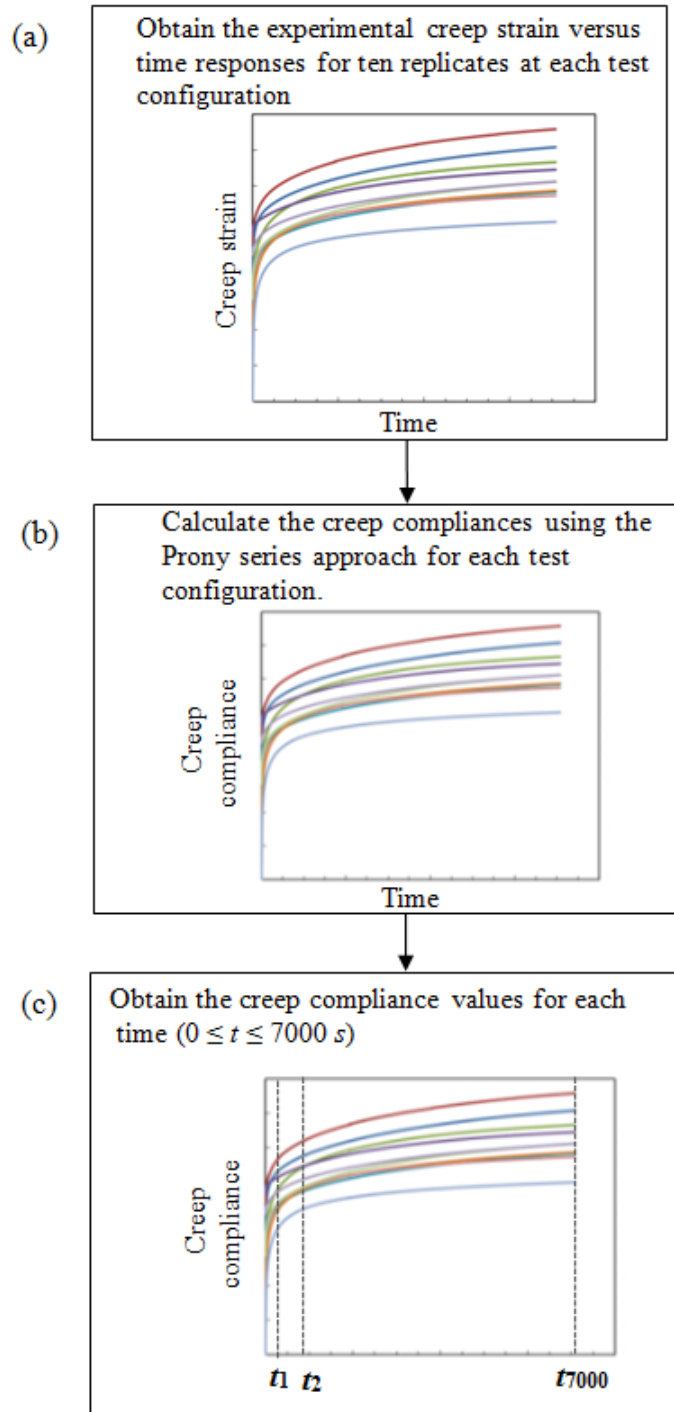 (a)
Obtain the experimental creep strain versus
time responses for ten replicates at each test
configuration
Creep strain
Time
(b)
Calculate the creep compliances using the
Prony series approach for each test
configuration.
Creep
compliance
Time
(c)
Obtain the creep compliance values for each
time (0 ≤ t ≤ 7000 s)
Creep
compliance
t1 t2 t7000